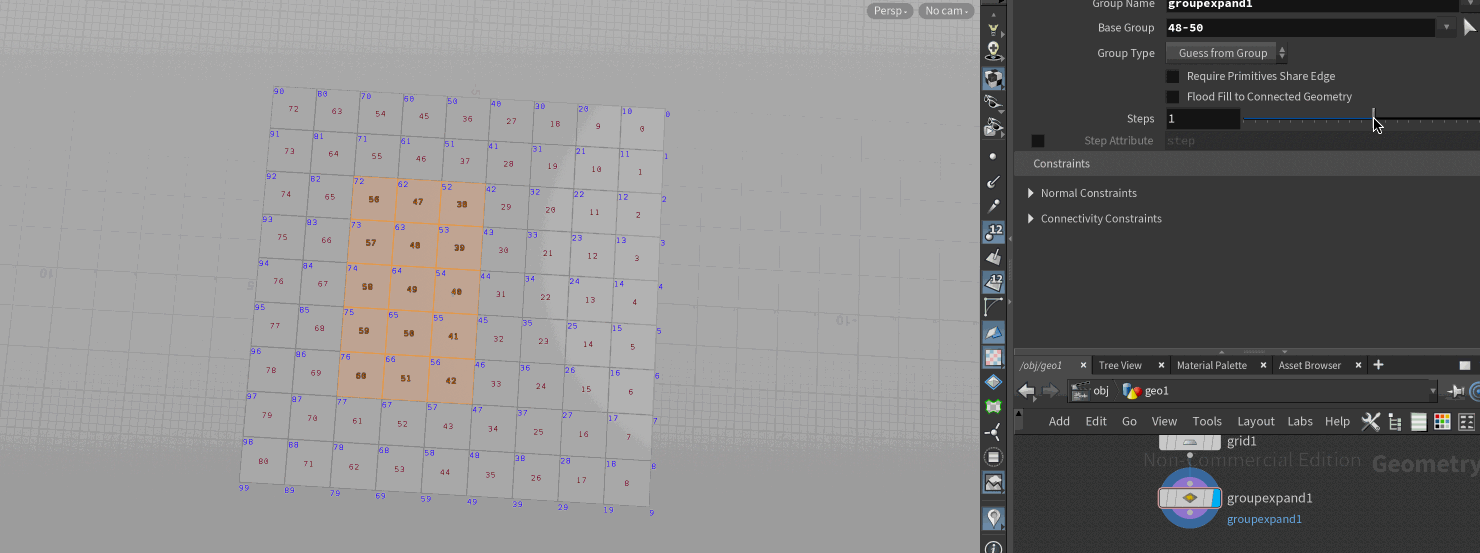 Persp
No cam
Group Name groupexpand1
Base Group 48-50
Group Type Guess from Group
Require Primitives Share Edge
Flood Fill to Connected Geometry
Steps 1
Step Attribute step
Constraints
Normal Constraints
Connectivity Constraints
90 80 70 60 50 40 30 20 10 0
72 63 54 45 36 27 18 9 0
91 81 71 61 51 41 31 21 11 1
73 64 55 46 37 28 19 10 1
92 82 72 62 52 42 32 22 12 2
74 65 56 47 38 29 20 11 2
93 83 73 63 53 43 33 23 13 3
75 66 57 48 39 30 21 12 3
94 84 74 64 54 44 34 24 14 4
76 67 58 49 40 31 22 13 4
95 85 75 65 55 45 35 25 15 5
77 68 59 50 41 32 23 14 5
96 86 76 66 56 46 36 26 16 6
78 69 60 51 42 33 24 15 6
97 87 77 67 57 47 37 27 17 7
79 70 61 52 43 34 25 16 7
98 88 78 68 58 48 38 28 18 8
80 71 62 53 44 35 26 17 8
99 89 79 69 59 49 39 29 19 9
12
12
/obj/geo1 Tree View Material Palette Asset Browser
obj geo1
Add Edit Go View Tools Layout Labs Help
grid1
Non-Commercial Edition
Geometry
groupexpand1
groupexpand1